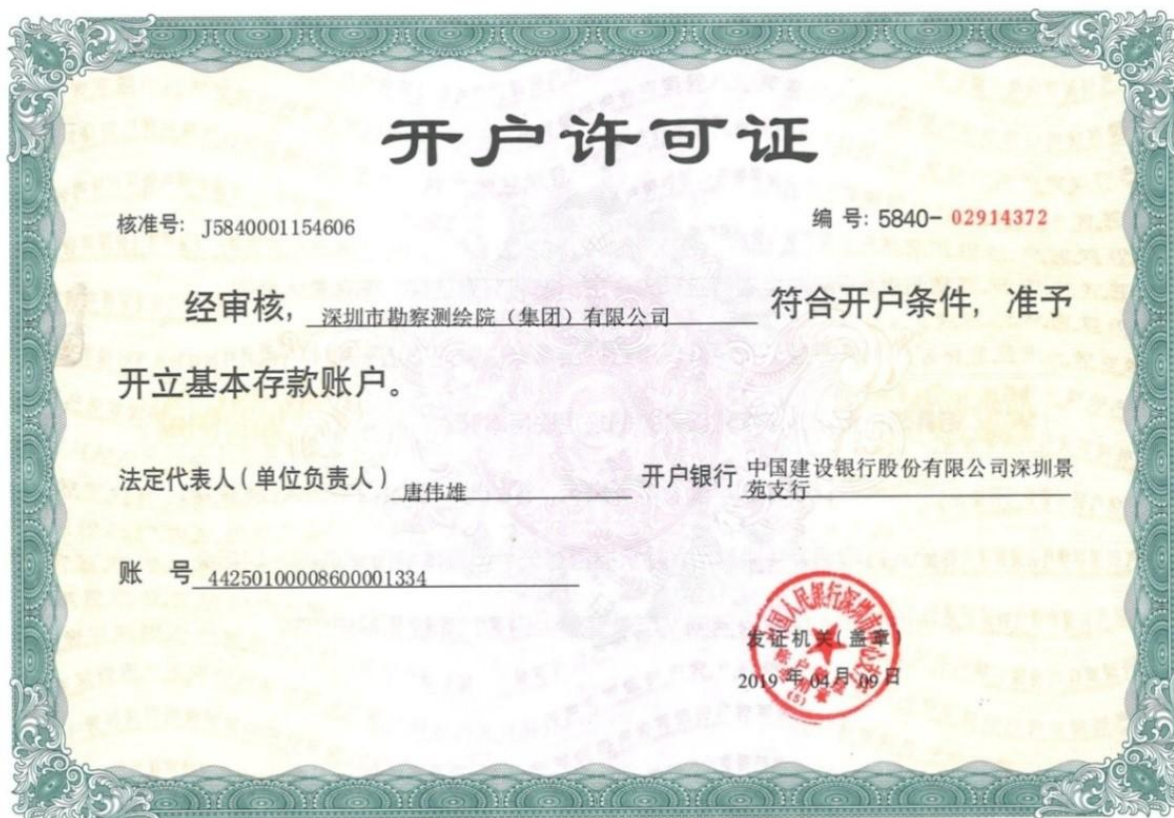 开户许可证
核准号: J5840001154606
编 号: 5840- 02914372
经审核, 深圳市勘察测绘院（集团）有限公司 符合开户条件, 准予
开立基本存款账户。
法定代表人(单位负责人) 唐伟雄 开户银行 中国建设银行股份有限公司深圳景
苑支行
账 号 44250100008600001334
发证机关(盖章)
2019 年 04 月 09 日